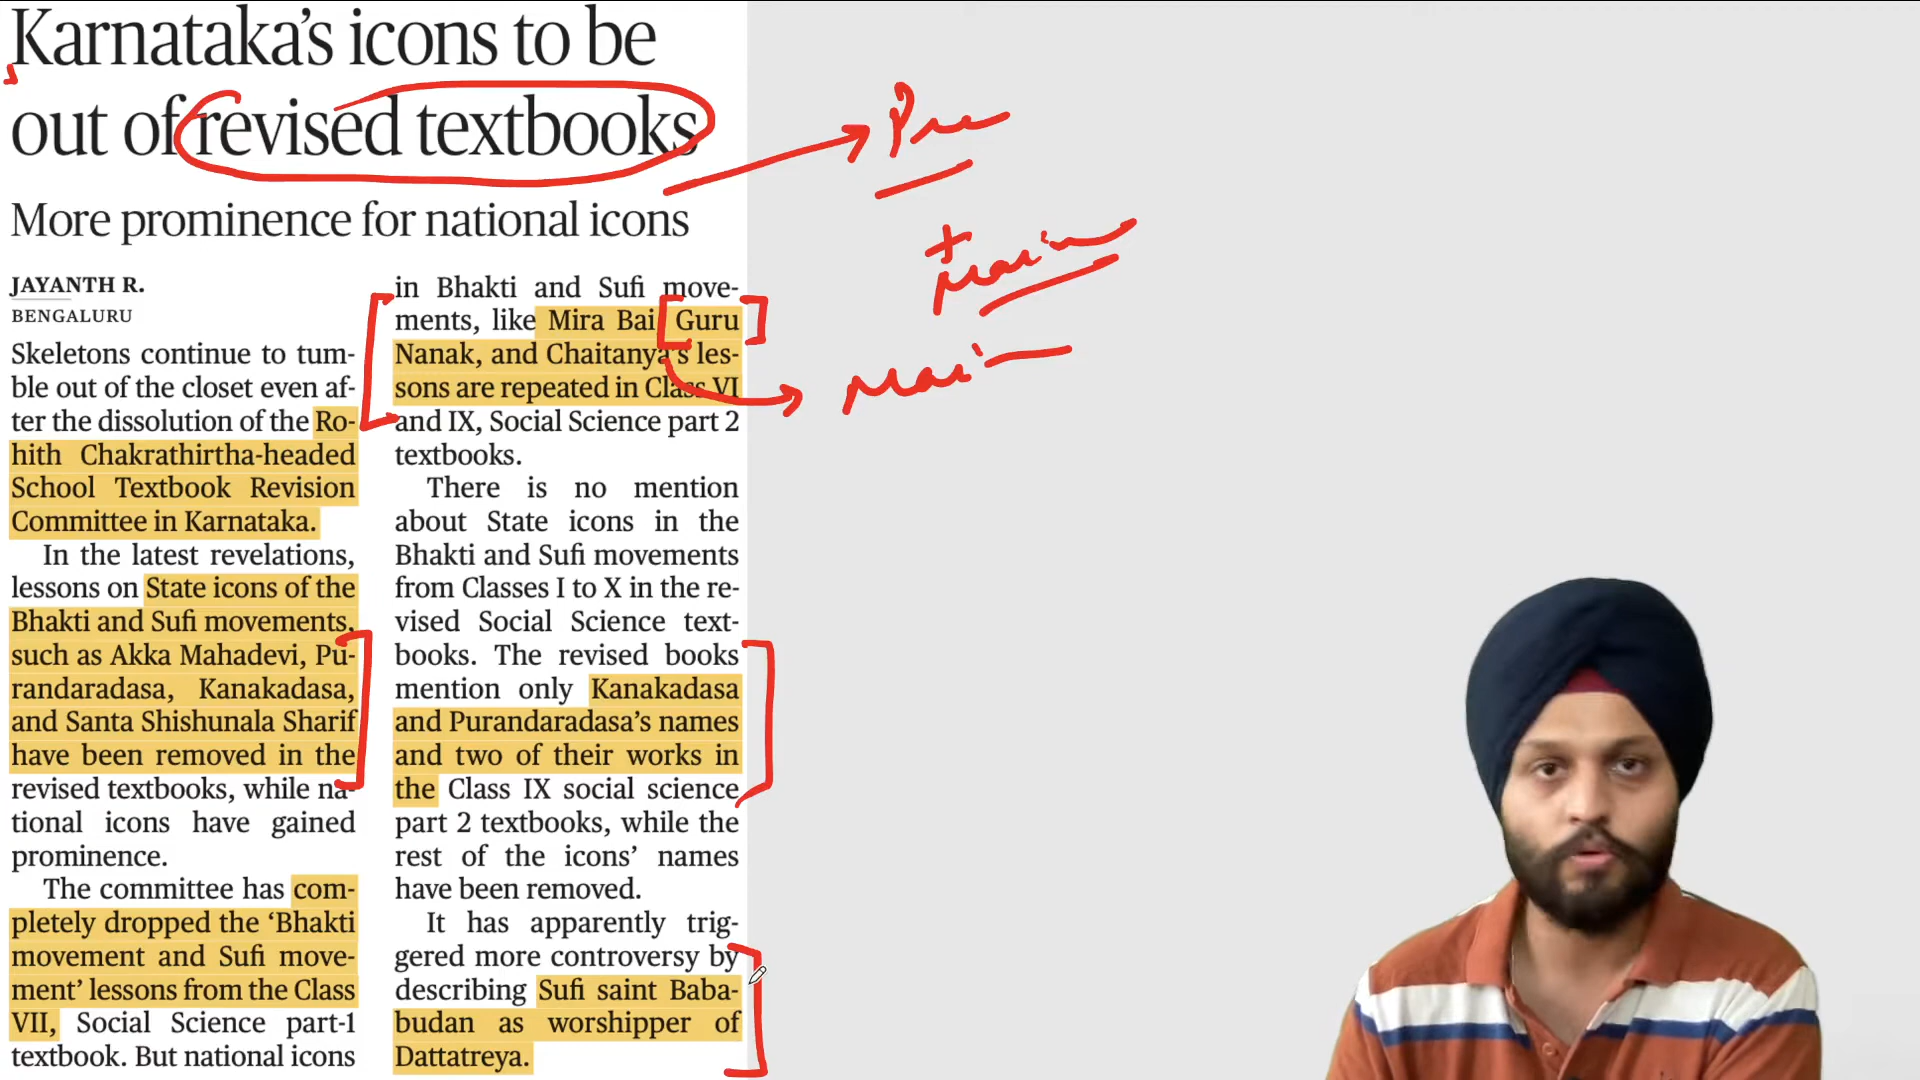 Karnataka's icons to be
out of revised textbooks
More prominence for national icons
JAYANTH R.
BENGALURU
Skeletons continue to tum-
ble out of the closet even af-
ter the dissolution of the Ro-
hith Chakrathirtha-headed
School Textbook Revision
Committee in Karnataka.
In the latest revelations,
lessons on State icons of the
Bhakti and Sufi movements,
such as Akka Mahadevi, Pu-
randaradasa, Kanakadasa,
and Santa Shishunala Sharif
have been removed in the
revised textbooks, while na-
tional icons have gained
prominence.
The committee has com-
pletely dropped the 'Bhakti
movement and Sufi move-
ment' lessons from the Class
VII, Social Science part-1
textbook. But national icons
in Bhakti and Sufi move-
ments, like Mira Bai Guru
Nanak, and Chaitanya's les-
sons are repeated in Class VI
and IX, Social Science part 2
textbooks.
There is no mention
about State icons in the
Bhakti and Sufi movements
from Classes I to X in the re-
vised Social Science text-
books. The revised books
mention only Kanakadasa
and Purandaradasa's names
and two of their works in
the Class IX social science
part 2 textbooks, while the
rest of the icons' names
have been removed.
It has apparently trig-
gered more controversy by
describing Sufi saint Baba-
budan as worshipper of
Dattatreya.
Pre
+
Main
Main